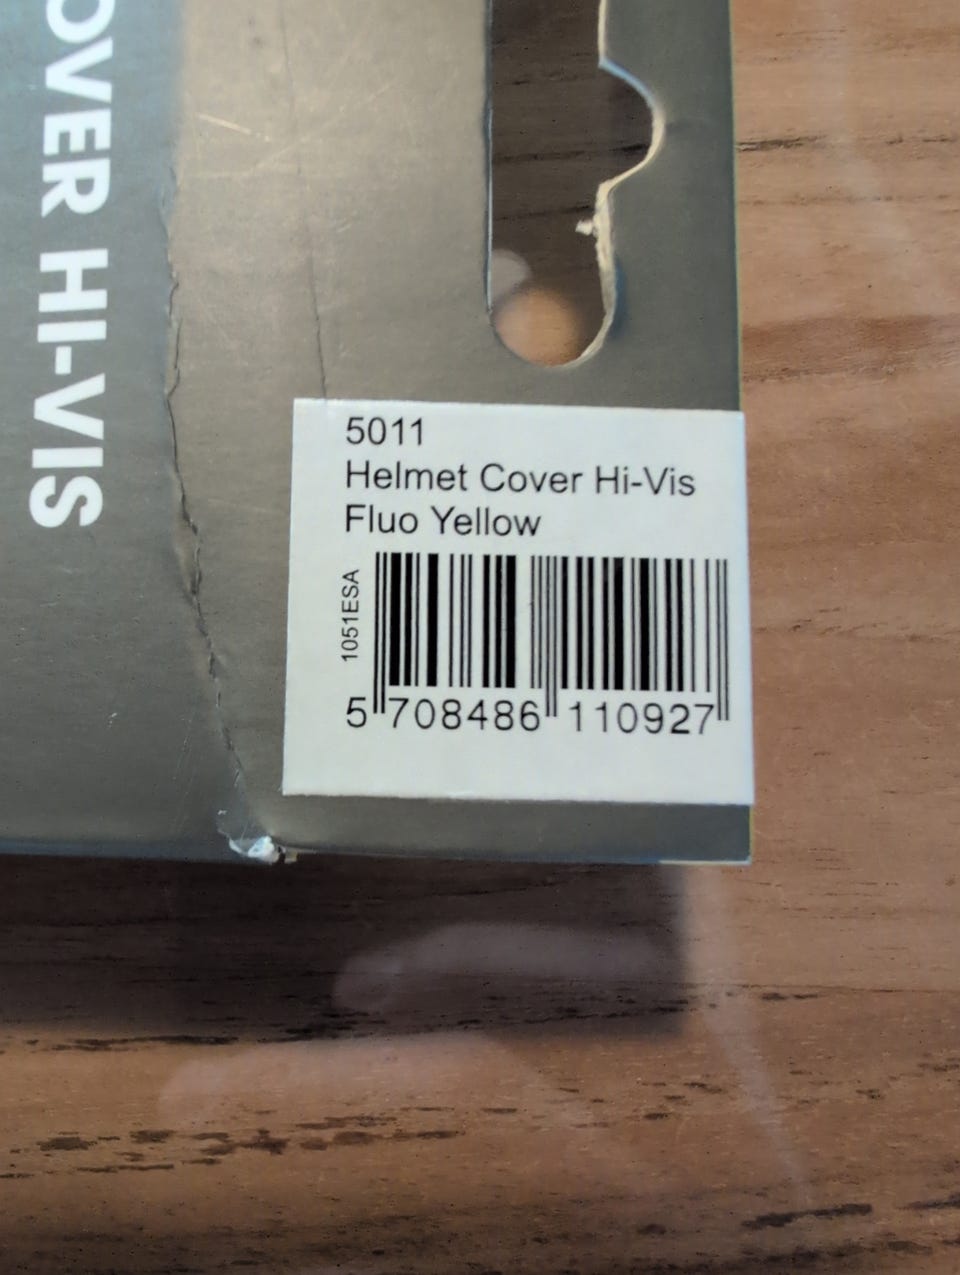 OVER HI-VIS
5011
Helmet Cover Hi-Vis
Fluo Yellow
1051ESA
5 708486 110927